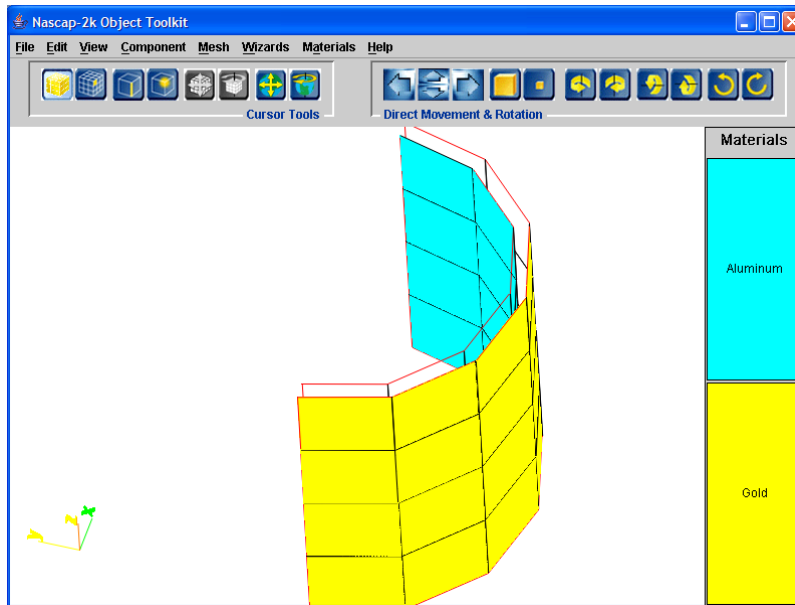 Nascap-2k Object Toolkit
File Edit View Component Mesh Wizards Materials Help
Cursor Tools
Direct Movement & Rotation
Materials
Aluminum
Gold
X
Y
Z